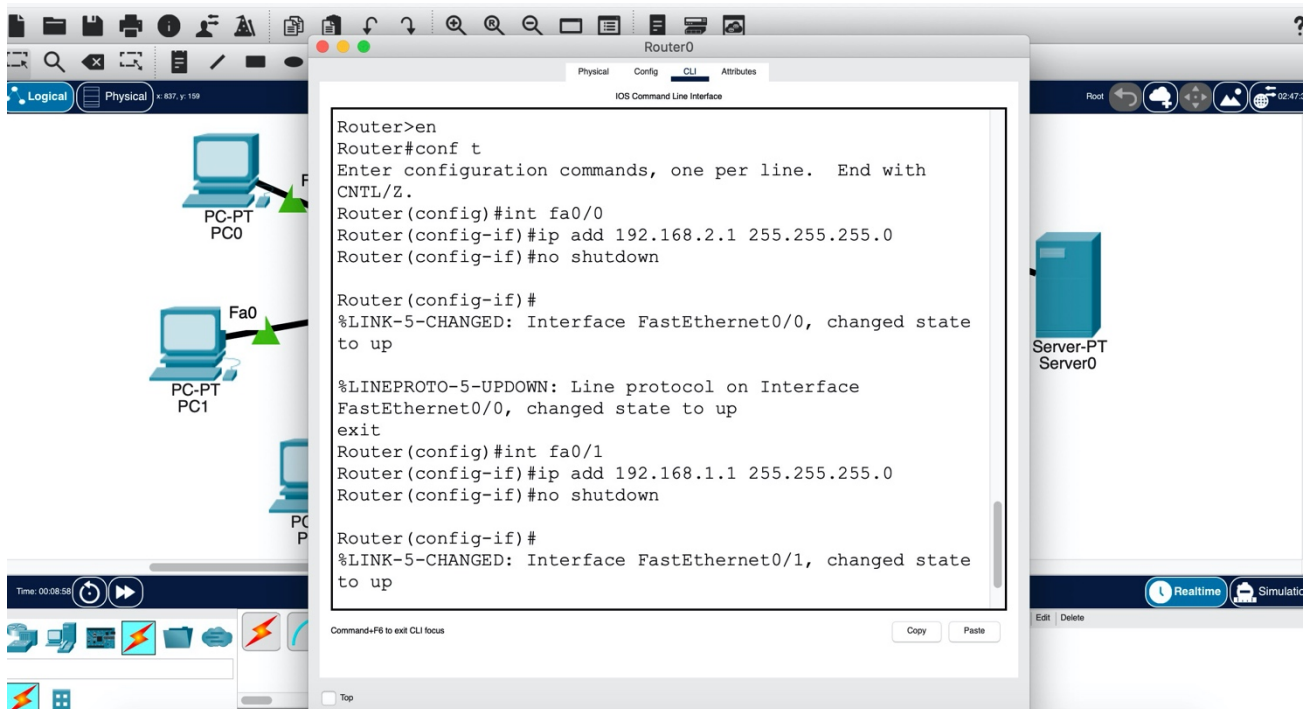 Router0
Physical Config CLI Attributes
Logical
Physical
x: 837, y: 159
IOS Command Line Interface
Root
Router>en
Router#conf t
Enter configuration commands, one per line.  End with
CNTL/Z.
Router(config)#int fa0/0
Router(config-if)#ip add 192.168.2.1 255.255.255.0
Router(config-if)#no shutdown
Router(config-if)#
%LINK-5-CHANGED: Interface FastEthernet0/0, changed state
to up
%LINEPROTO-5-UPDOWN: Line protocol on Interface
FastEthernet0/0, changed state to up
exit
Router(config)#int fa0/1
Router(config-if)#ip add 192.168.1.1 255.255.255.0
Router(config-if)#no shutdown
Router(config-if)#
%LINK-5-CHANGED: Interface FastEthernet0/1, changed state
to up
PC-PT
PC0
Fa0
PC-PT
PC1
Server-PT
Server0
Time: 00:08:58
Realtime
Command+F6 to exit CLI focus
Copy
Paste
Edit
Delete
Top